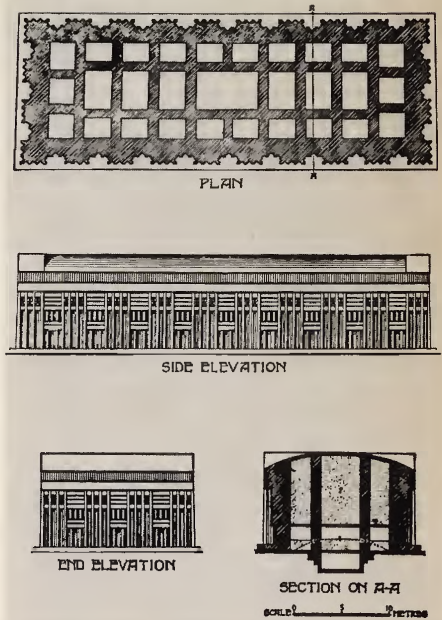 A
PLAN
A
SIDE ELEVATION
END ELEVATION
SECTION ON A-A
SCALE 0 5 10 METRES